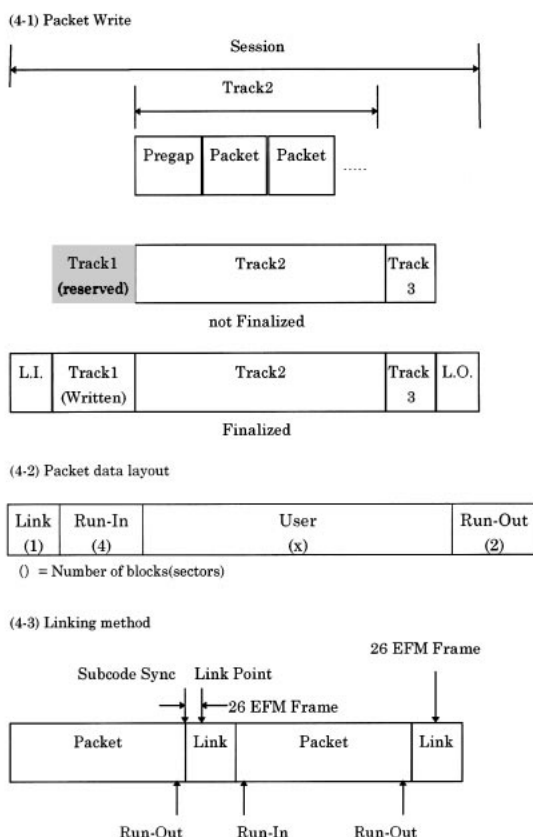 (4-1) Packet Write
Session
Track2
Pregap Packet Packet .....
Track1 Track2 Track
(reserved) 3
not Finalized
L.I. Track1 Track2 Track L.O.
(Written) 3
Finalized
(4-2) Packet data layout
Link Run-In User Run-Out
(1) (4) (x) (2)
() = Number of blocks(sectors)
(4-3) Linking method
26 EFM Frame
Subcode Sync Link Point
26 EFM Frame
Packet Link Packet Link
Run-Out Run-In Run-Out